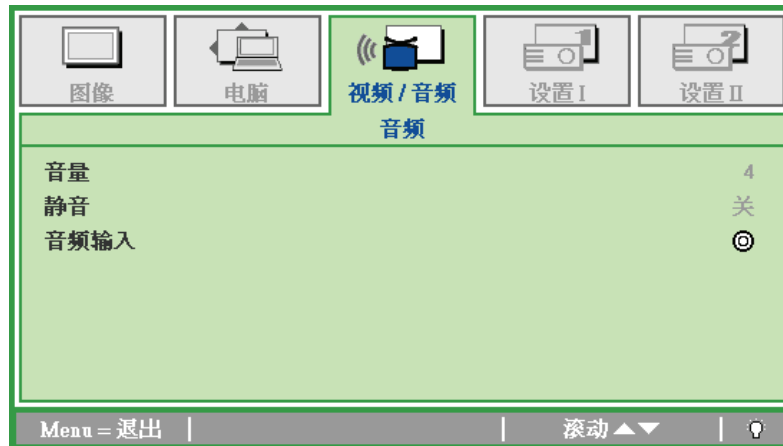 图像 电脑 视频 / 音频 设置 I 设置 II
音频
音量 4
静音 关
音频输入
Menu = 退出 滚动 ▲▼